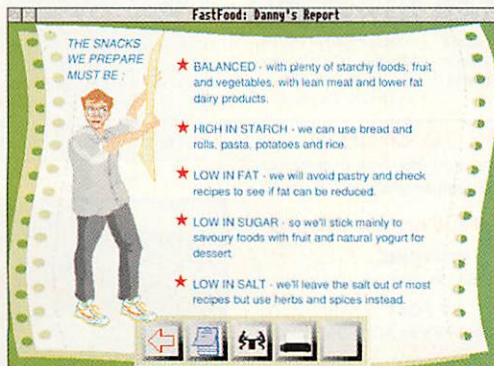 FastFood: Danny's Report
THE SNACKS
WE PREPARE
MUST BE :
BALANCED - with plenty of starchy foods, fruit
and vegetables, with lean meat and lower fat
dairy products.
HIGH IN STARCH - we can use bread and
rolls, pasta, potatoes and rice.
LOW IN FAT - we will avoid pastry and check
recipes to see if fat can be reduced.
LOW IN SUGAR - so we'll stick mainly to
savoury foods with fruit and natural yogurt for
dessert.
LOW IN SALT - we'll leave the salt out of most
recipes but use herbs and spices instead.